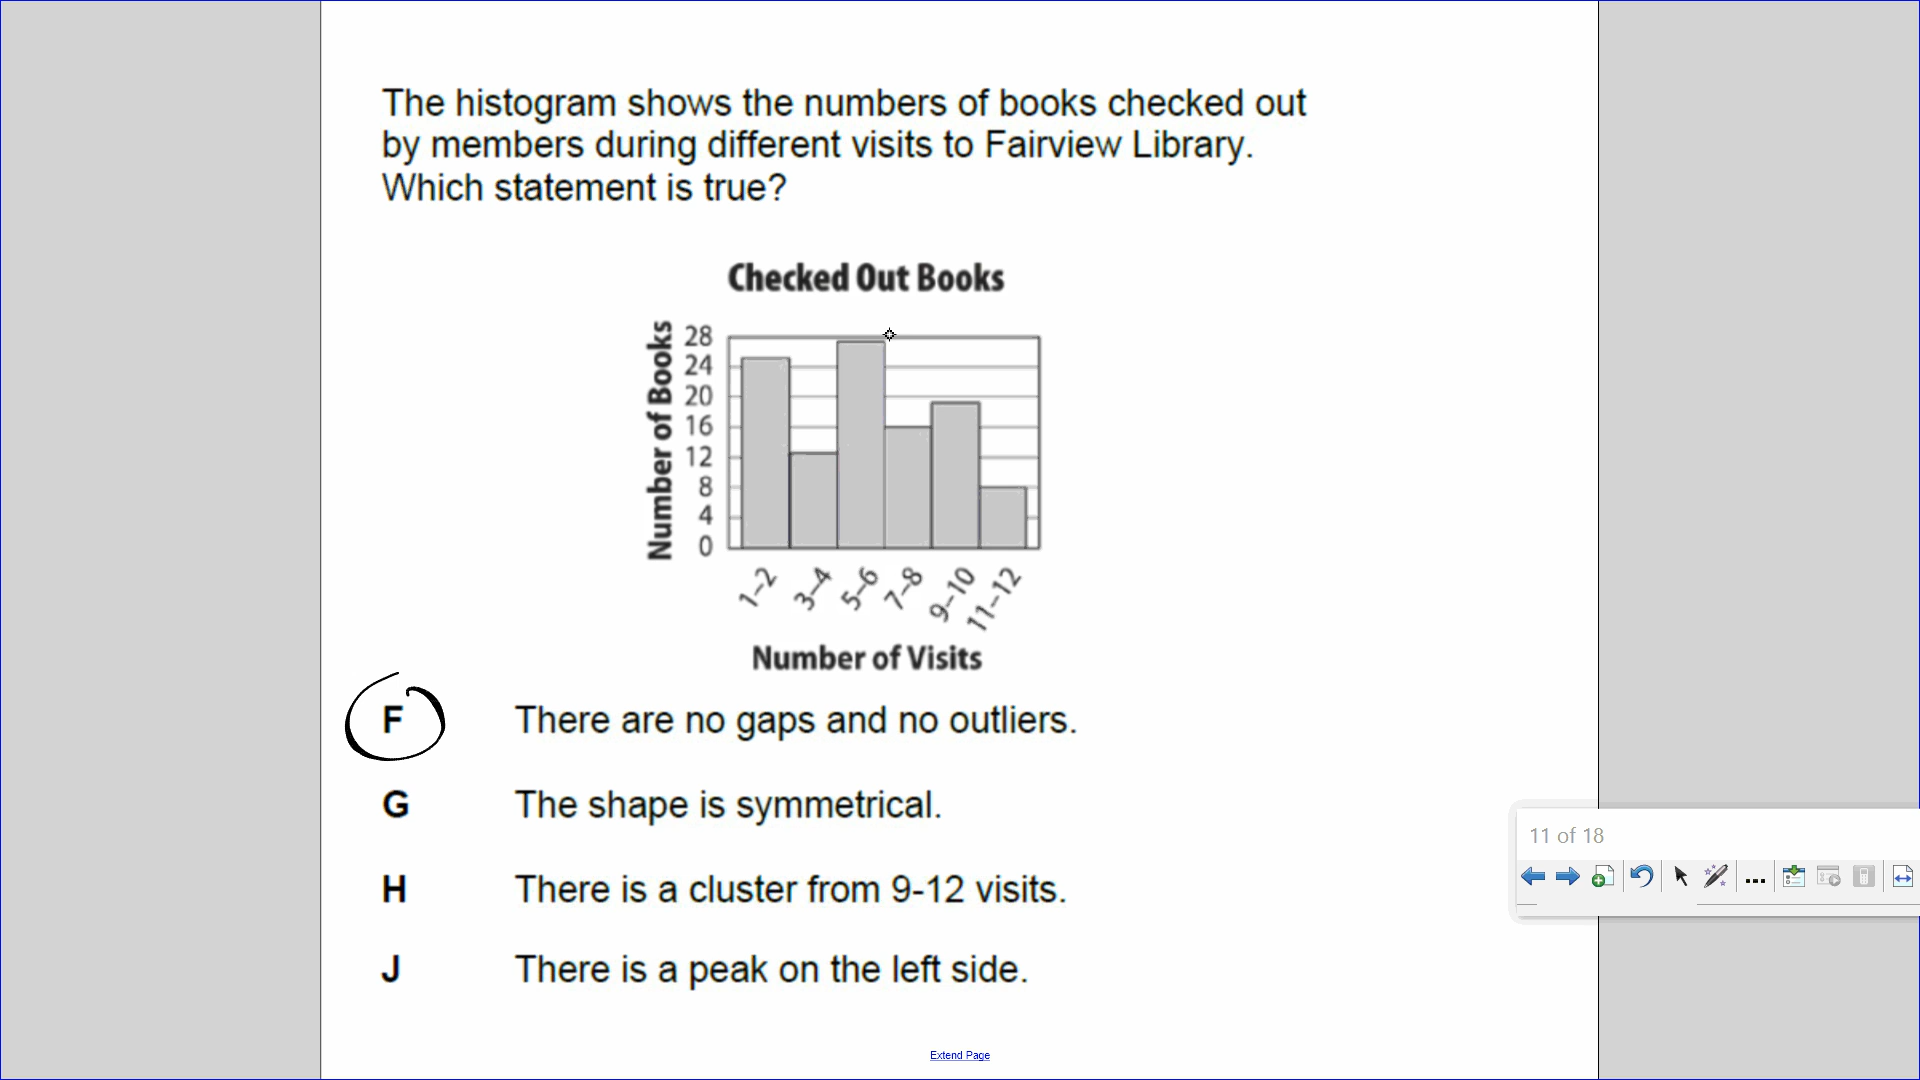 The histogram shows the numbers of books checked out
by members during different visits to Fairview Library.
Which statement is true?
Checked Out Books
Number of Books
28
24
20
16
12
8
4
0
1–2
3–4
5–6
7–8
9–10
11–12
Number of Visits
F There are no gaps and no outliers.
G The shape is symmetrical.
H There is a cluster from 9-12 visits.
J There is a peak on the left side.
11 of 18
Extend Page